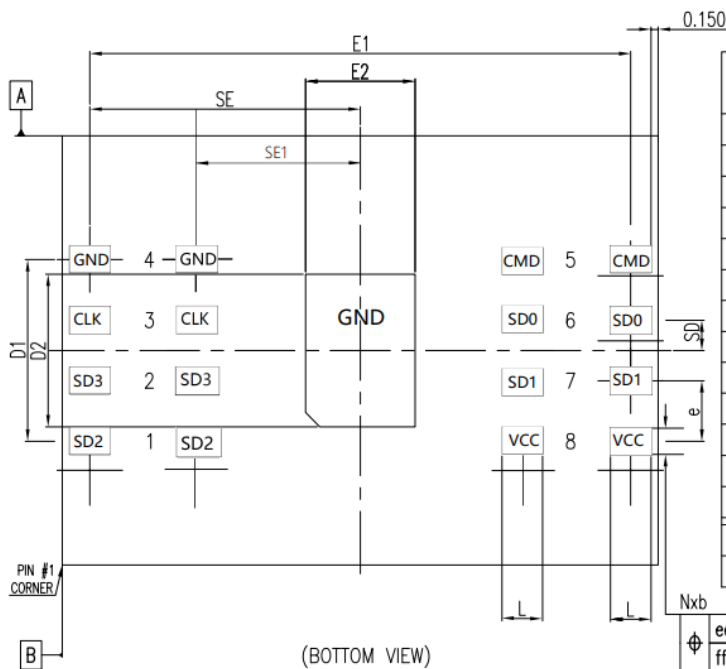 0.150
E1
E2
A
SE
SE1
GND 4 GND CMD 5 CMD
CLK 3 CLK GND SD0 6 SD0
SD
D1
D2
SD3 2 SD3 SD1 7 SD1
e
SD2 1 SD2 VCC 8 VCC
PIN #1
CORNER
L
L
Nxb
B
(BOTTOM VIEW)
ff